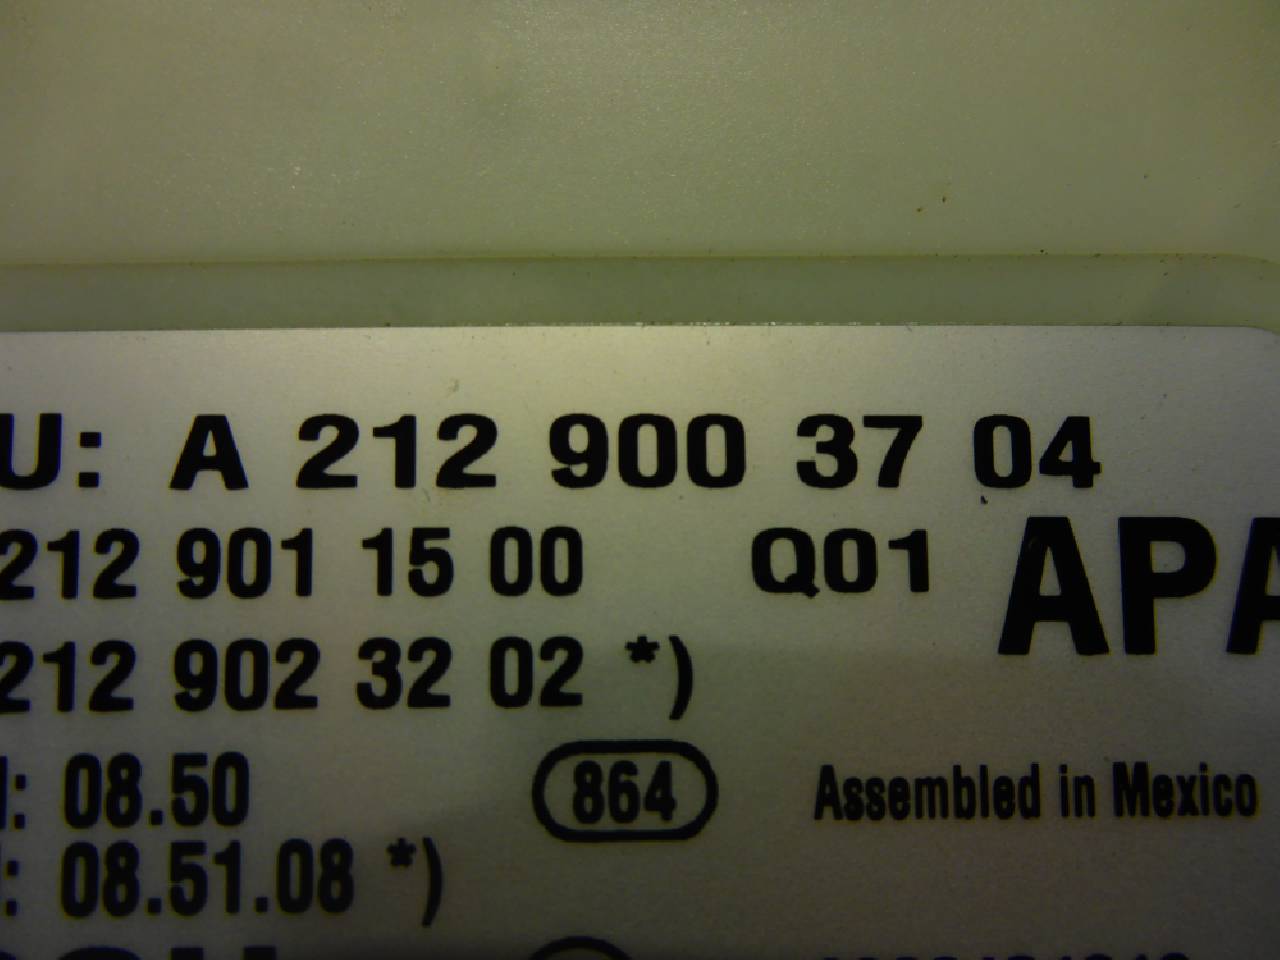 U: A 212 900 37 04
212 901 15 00 Q01 APA
212 902 32 02 *)
: 08.50 864 Assembled in Mexico
: 08.51.08 *)